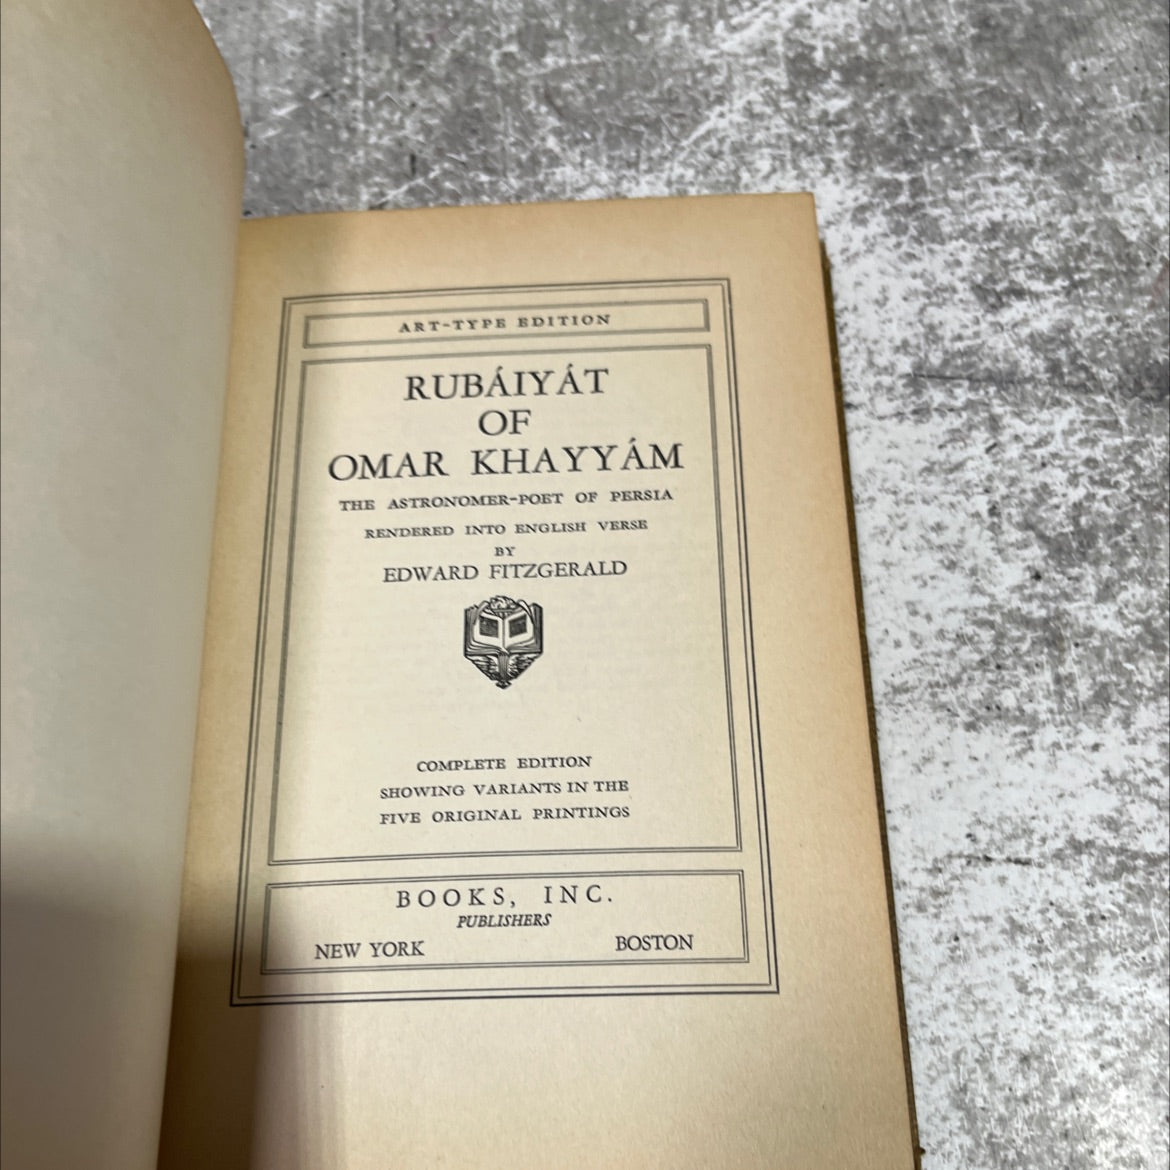 ART-TYPE EDITION
RUBÁIYÁT
OF
OMAR KHAYYÁM
THE ASTRONOMER-POET OF PERSIA
RENDERED INTO ENGLISH VERSE
BY
EDWARD FITZGERALD
COMPLETE EDITION
SHOWING VARIANTS IN THE
FIVE ORIGINAL PRINTINGS
BOOKS, INC.
PUBLISHERS
NEW YORK BOSTON